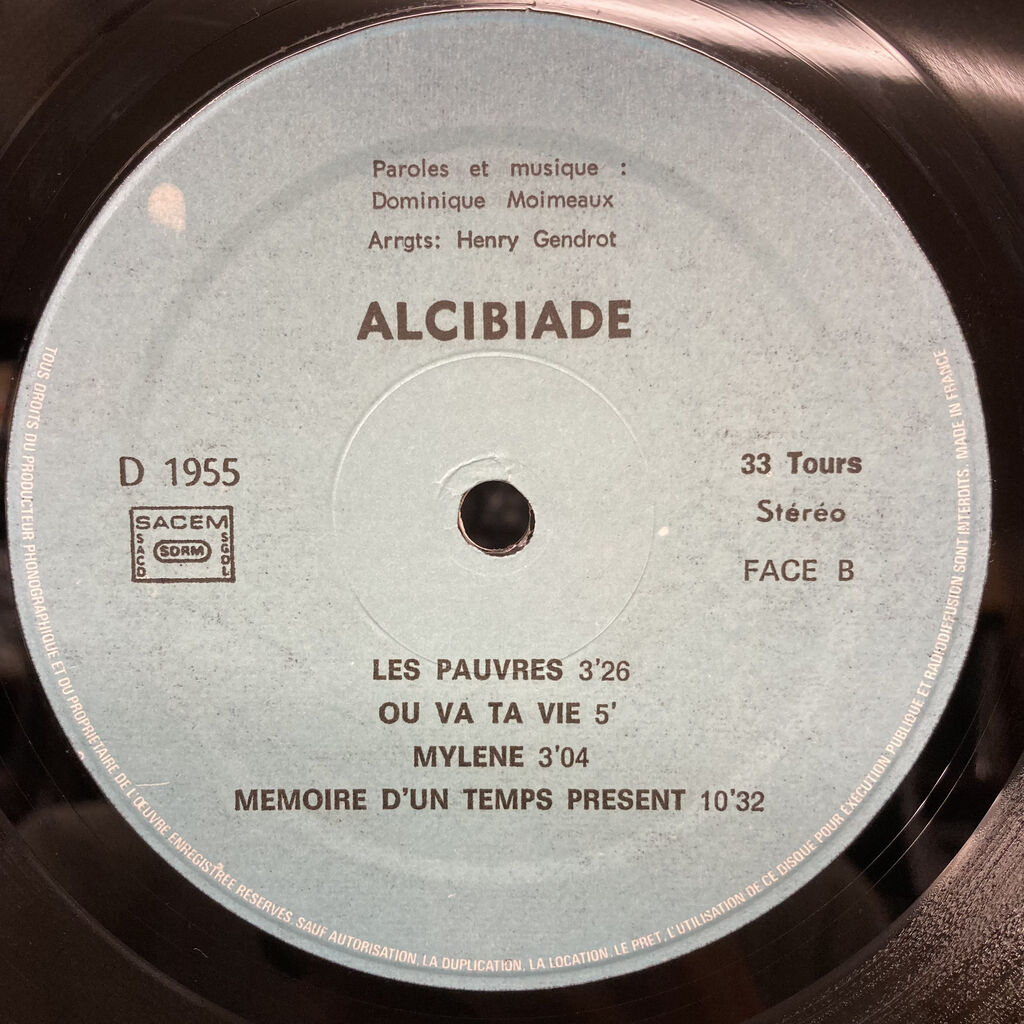 Paroles et musique :
Dominique Moimeaux
Arrgts: Henry Gendrot
ALCIBIADE
D 1955
SACEM
SACD
SDRM
SGDL
33 Tours
Stéréo
FACE B
LES PAUVRES 3'26
OU VA TA VIE 5'
MYLENE 3'04
MEMOIRE D'UN TEMPS PRESENT 10'32
TOUS DROITS DU PRODUCTEUR PHONOGRAPHIQUE ET DU PROPRIETAIRE DE L'ŒUVRE ENREGISTREE RESERVES. SAUF AUTORISATION, LA DUPLICATION, LA LOCATION, LE PRET, L'UTILISATION DE CE DISQUE POUR EXECUTION PUBLIQUE ET RADIODIFFUSION SONT INTERDITS. MADE IN FRANCE